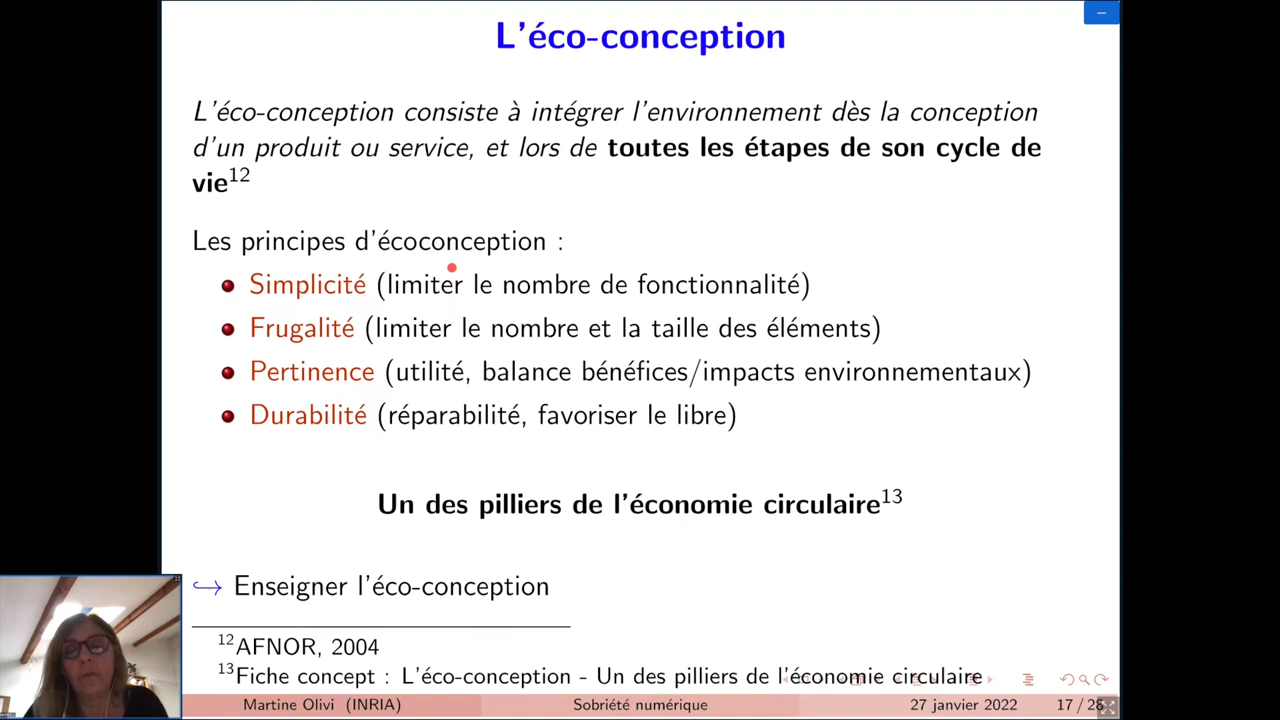 L'éco-conception
L'éco-conception consiste à intégrer l'environnement dès la conception
d'un produit ou service, et lors de toutes les étapes de son cycle de
vie12
Les principes d'écoconception :
Simplicité (limiter le nombre de fonctionnalité)
Frugalité (limiter le nombre et la taille des éléments)
Pertinence (utilité, balance bénéfices/impacts environnementaux)
Durabilité (réparabilité, favoriser le libre)
Un des pilliers de l'économie circulaire13
↪ Enseigner l'éco-conception
12AFNOR, 2004
13Fiche concept : L'éco-conception - Un des pilliers de l'économie circulaire
Martine Olivi (INRIA) Sobriété numérique 27 janvier 2022 17 / 28